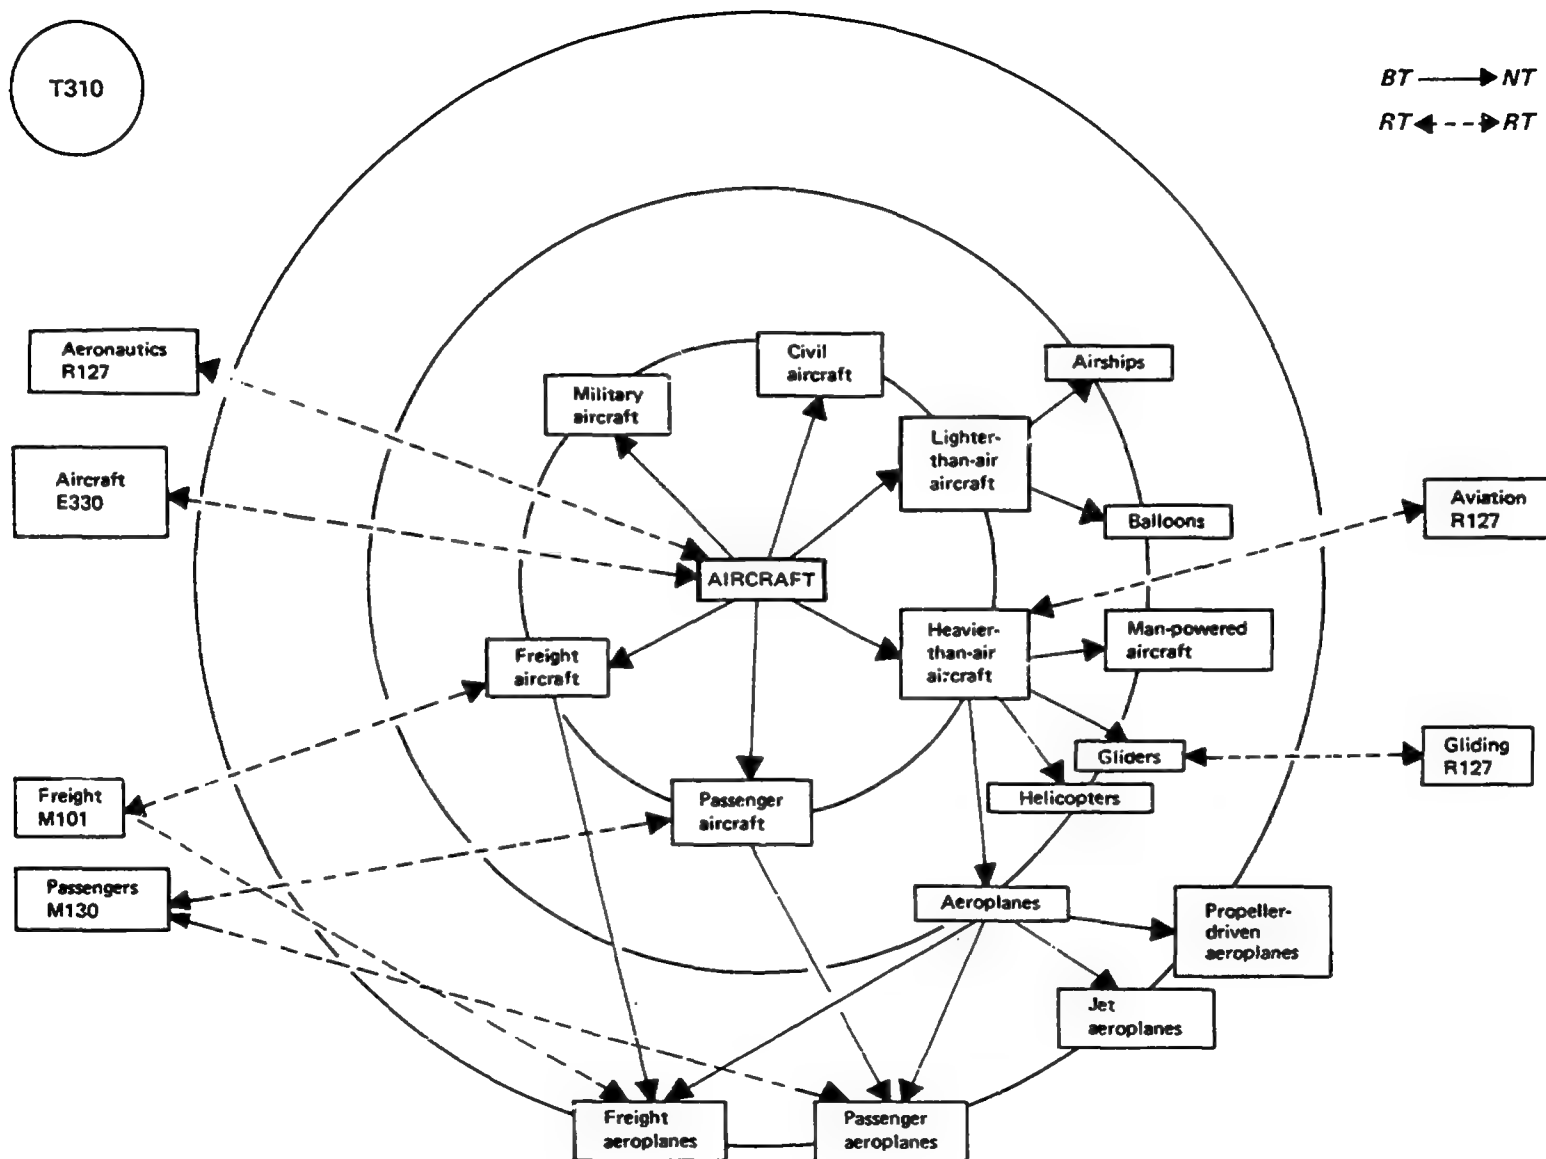 T310
BT NT
RT RT
Aeronautics
R127
Civil
aircraft
Airships
Military
aircraft
Lighter-
than-air
aircraft
Aircraft
E330
Aviation
R127
Balloons
AIRCRAFT
Heavier-
than-air
aircraft
Man-powered
aircraft
Freight
aircraft
Gliders
Gliding
R127
Helicopters
Freight
M101
Passenger
aircraft
Passengers
M130
Aeroplanes
Propeller-
driven
aeroplanes
Jet
aeroplanes
Freight
aeroplanes
Passenger
aeroplanes